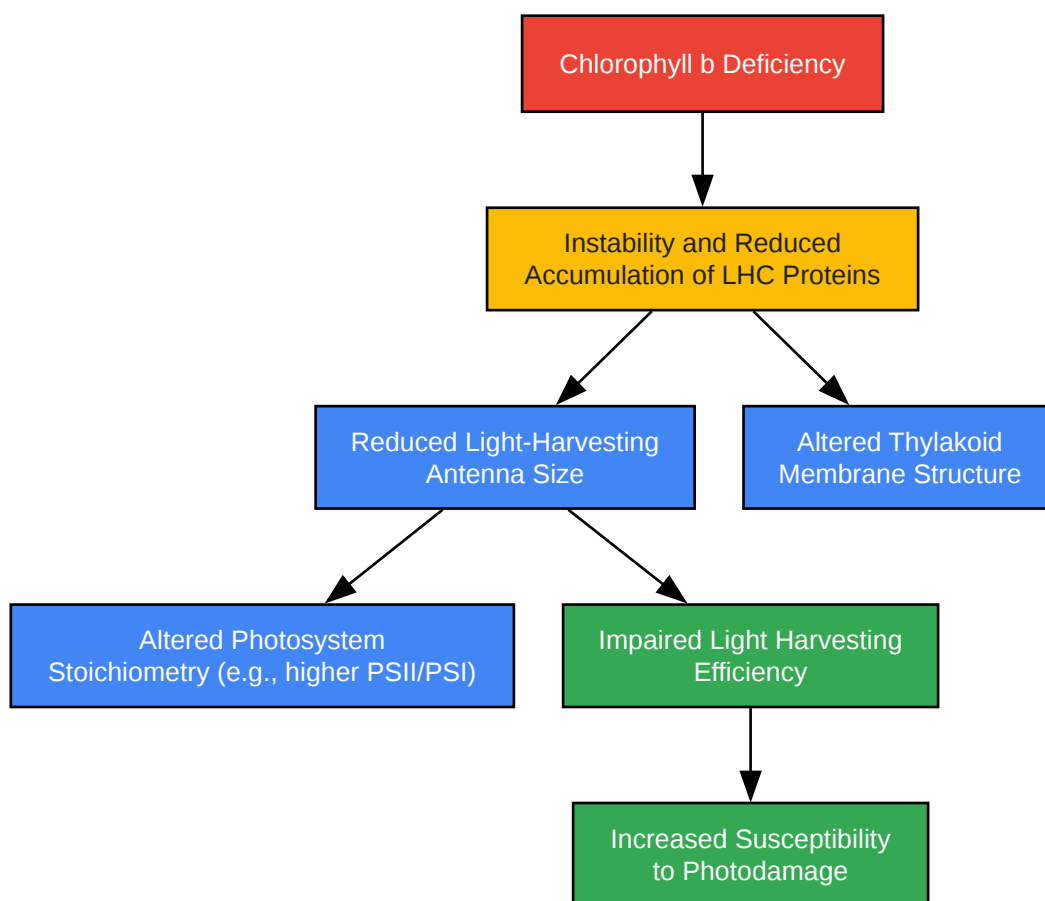 Chlorophyll b Deficiency
Instability and Reduced
Accumulation of LHC Proteins
Reduced Light-Harvesting
Antenna Size
Altered Thylakoid
Membrane Structure
Altered Photosystem
Stoichiometry (e.g., higher PSII/PSI)
Impaired Light Harvesting
Efficiency
Increased Susceptibility
to Photodamage